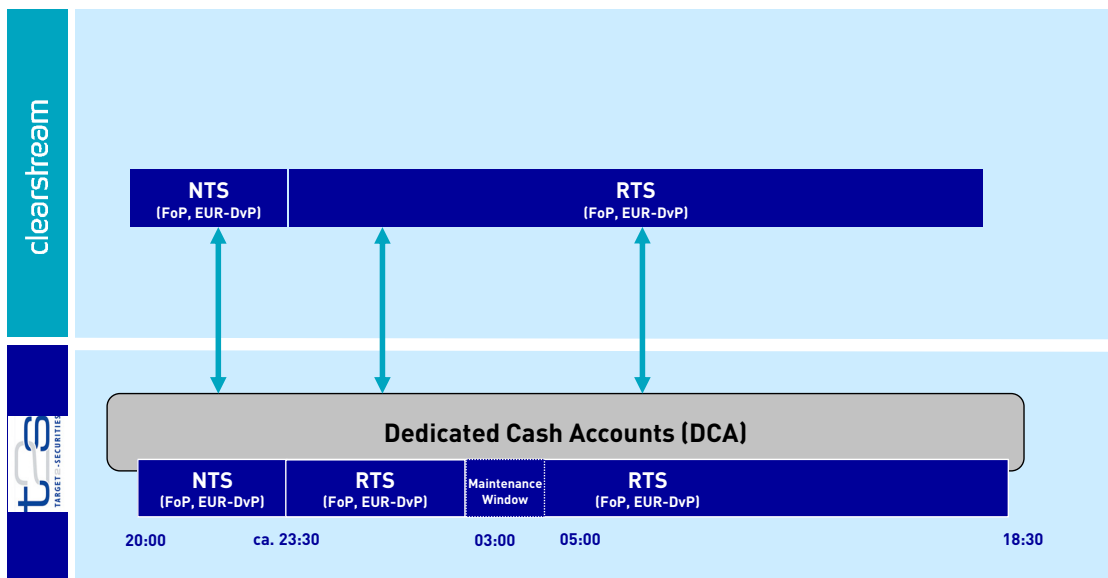 clearstream
NTS
(FoP, EUR-DvP)
RTS
(FoP, EUR-DvP)
t2s
TARGET2-SECURITIES
Dedicated Cash Accounts (DCA)
NTS
(FoP, EUR-DvP)
RTS
(FoP, EUR-DvP)
Maintenance
Window
RTS
(FoP, EUR-DvP)
20:00
ca. 23:30
03:00
05:00
18:30